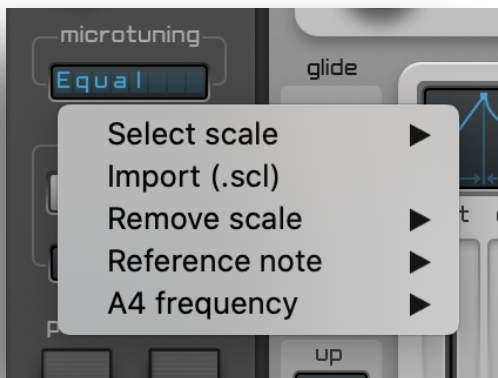 microtuning
Equal
glide
Select scale
Import (.scl)
Remove scale
Reference note
A4 frequency
up